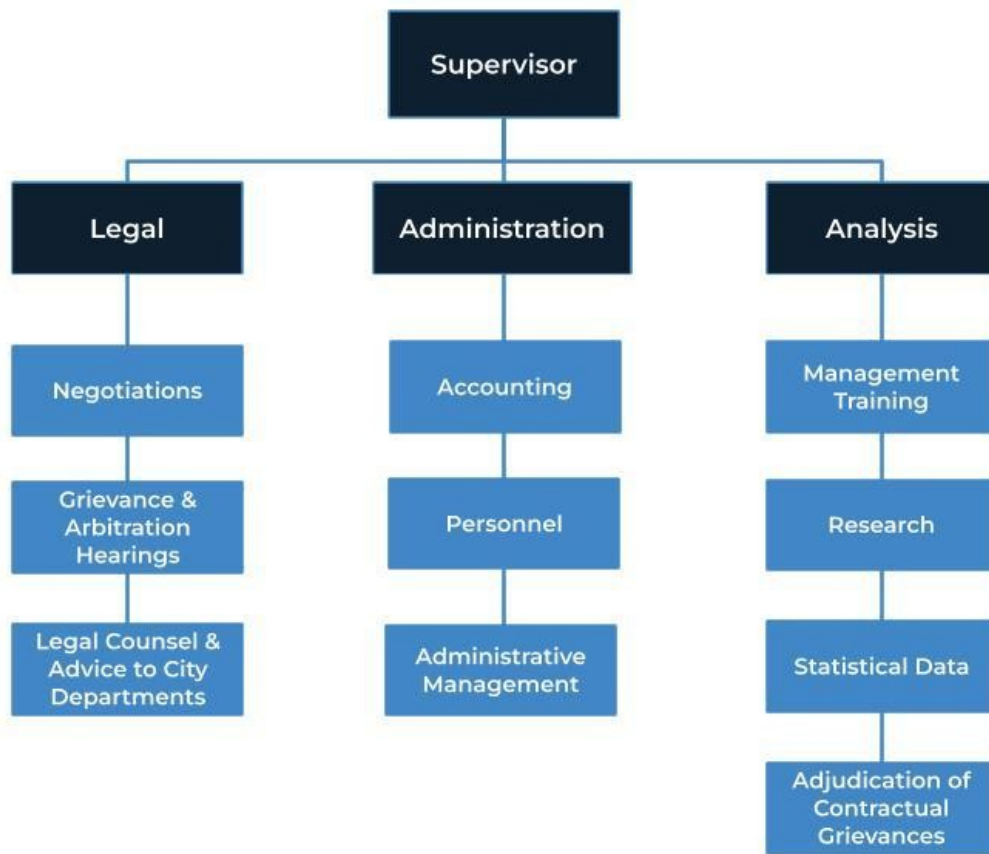 Supervisor
Legal
Administration
Analysis
Negotiations
Accounting
Management
Training
Grievance &
Arbitration
Hearings
Personnel
Research
Legal Counsel &
Advice to City
Departments
Administrative
Management
Statistical Data
Adjudication of
Contractual
Grievances